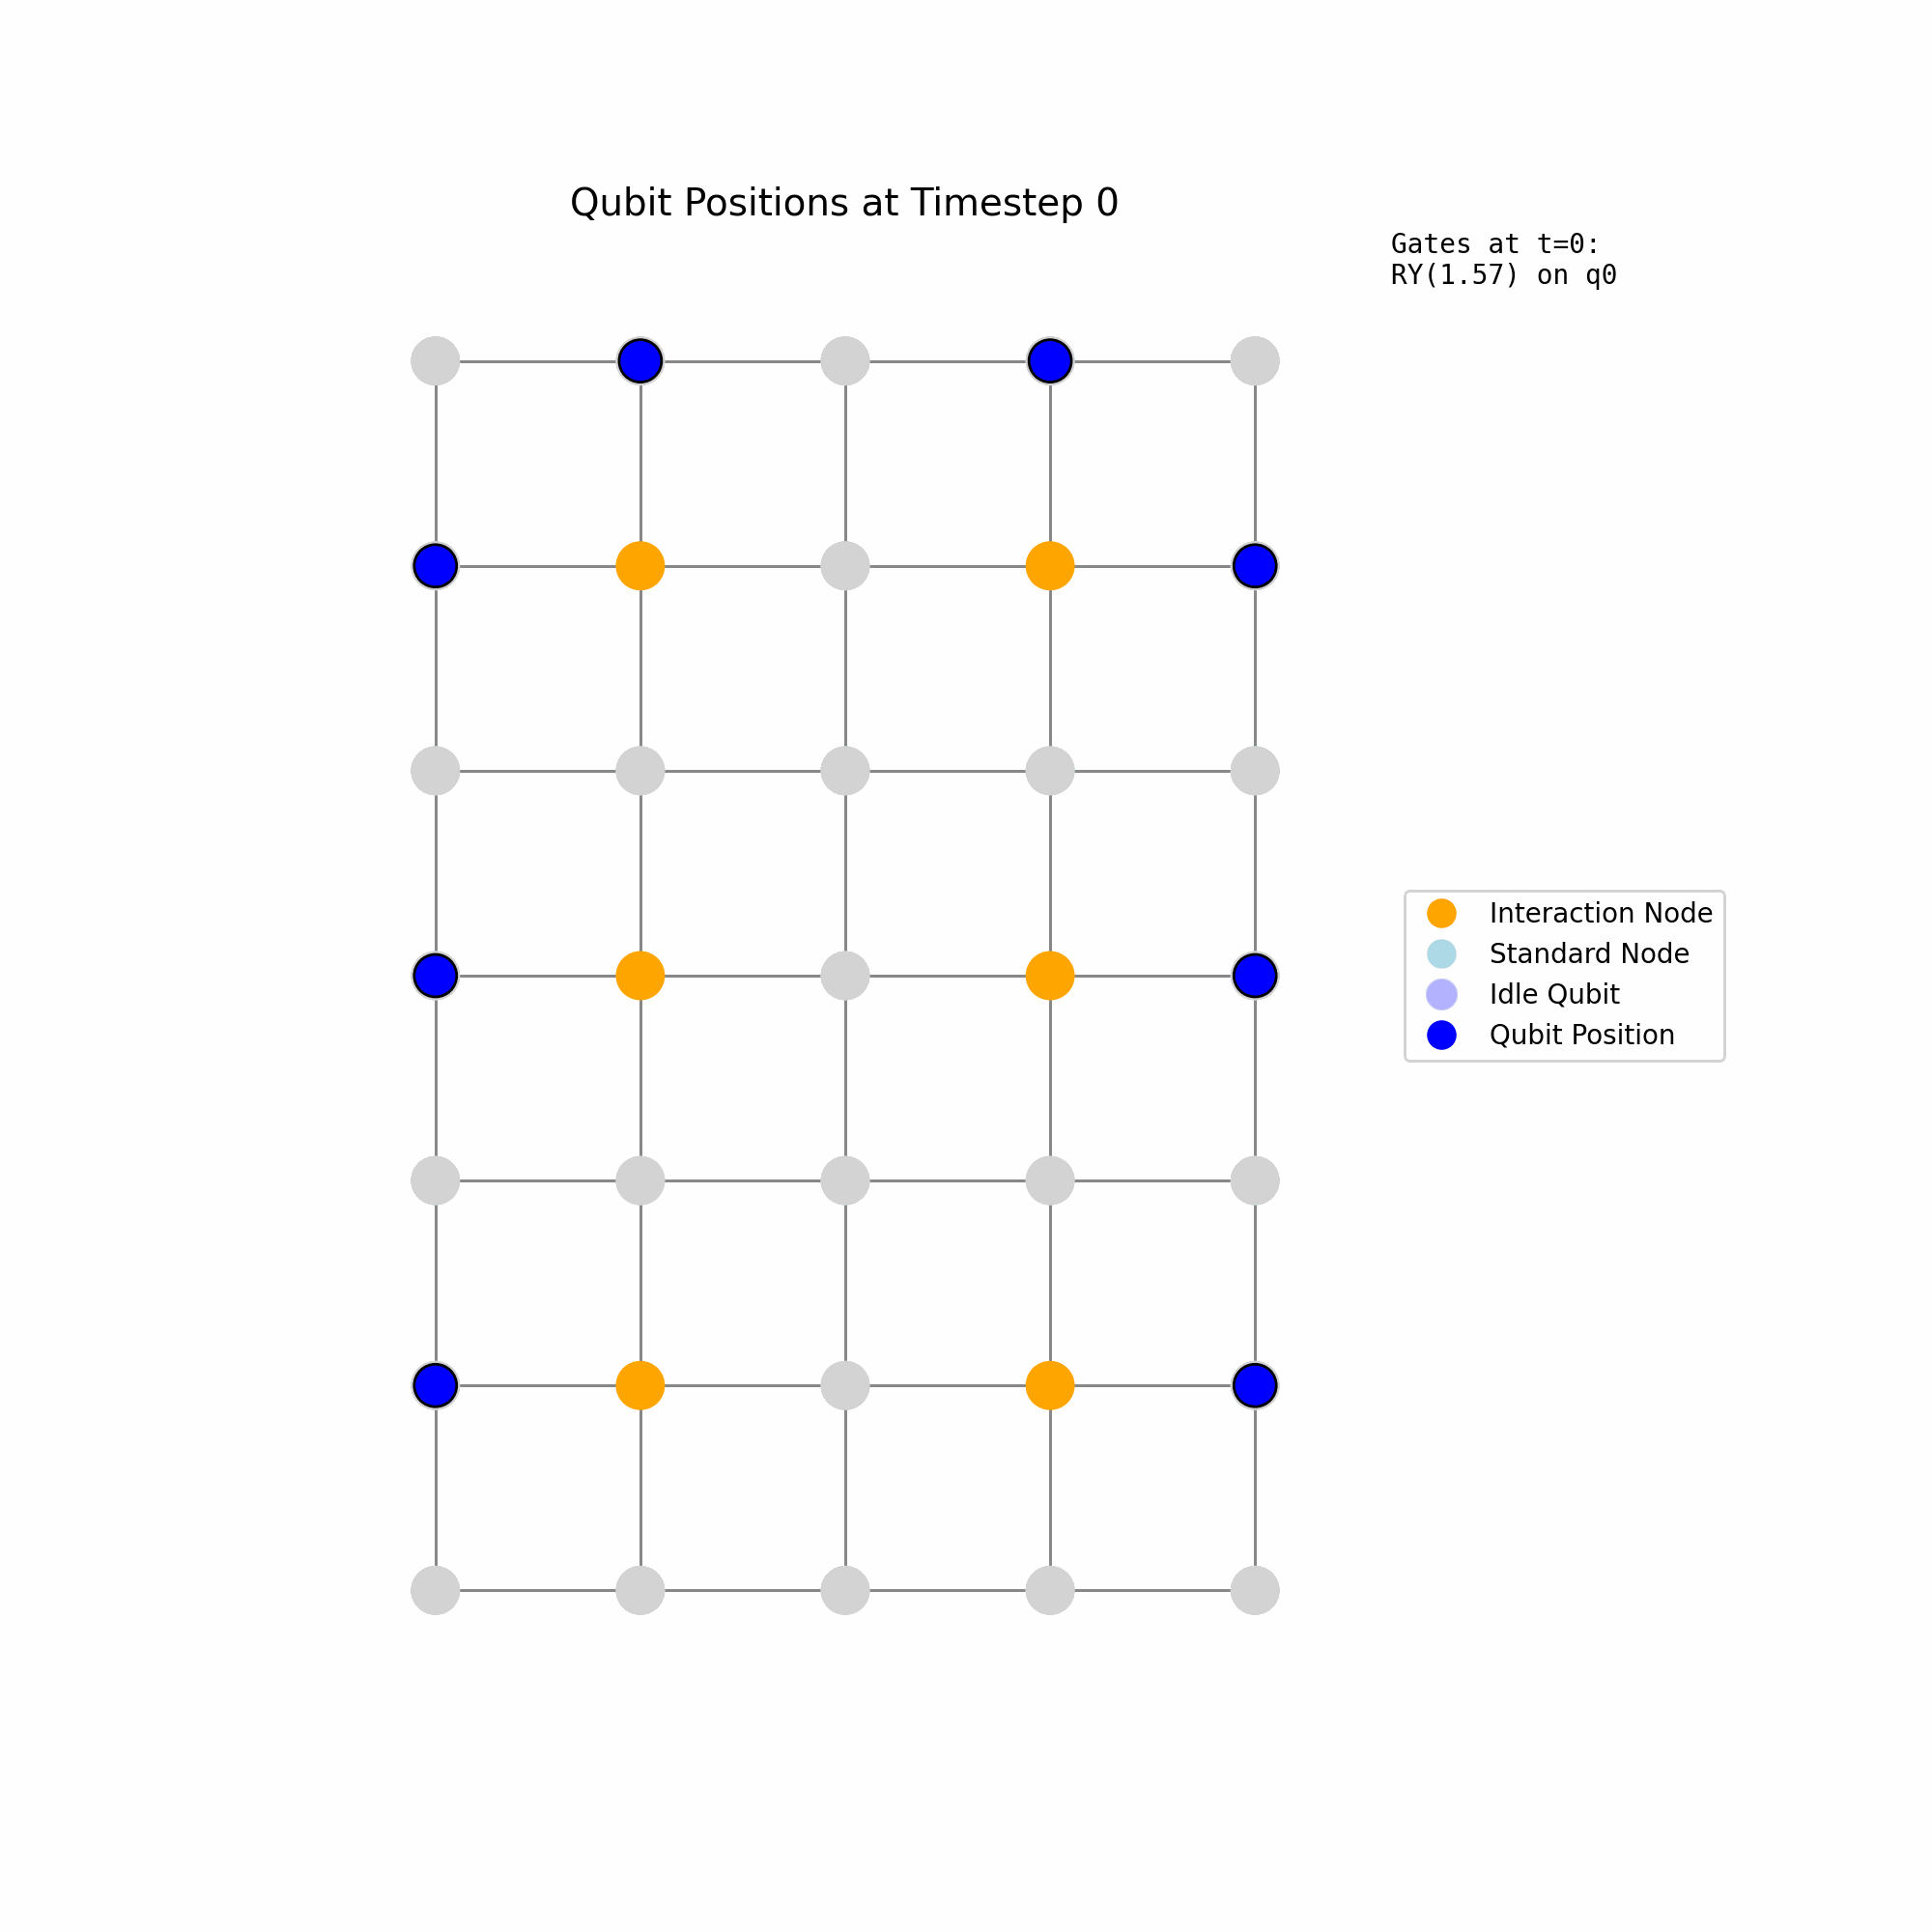 Qubit Positions at Timestep 0
Gates at t=0:
RY(1.57) on q0
Interaction Node
Standard Node
Idle Qubit
Qubit Position